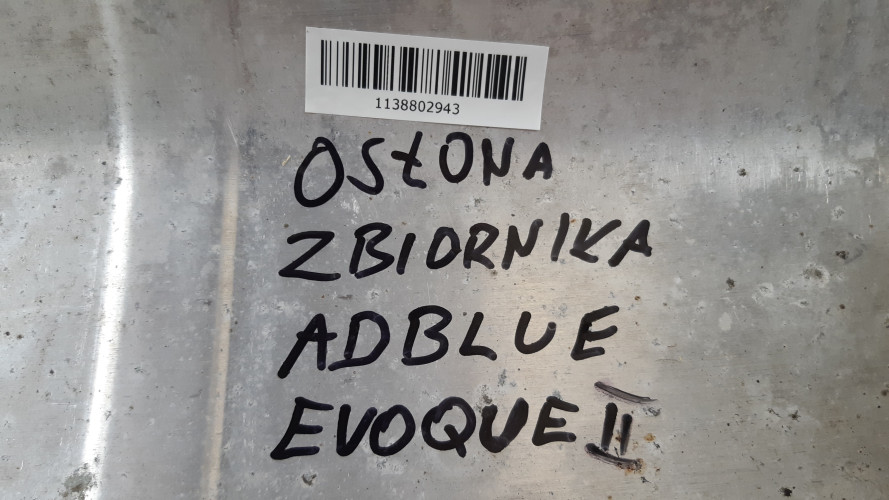 1138802943
OSŁONA
ZBIORNIKA
ADBLUE
EVOQUE II